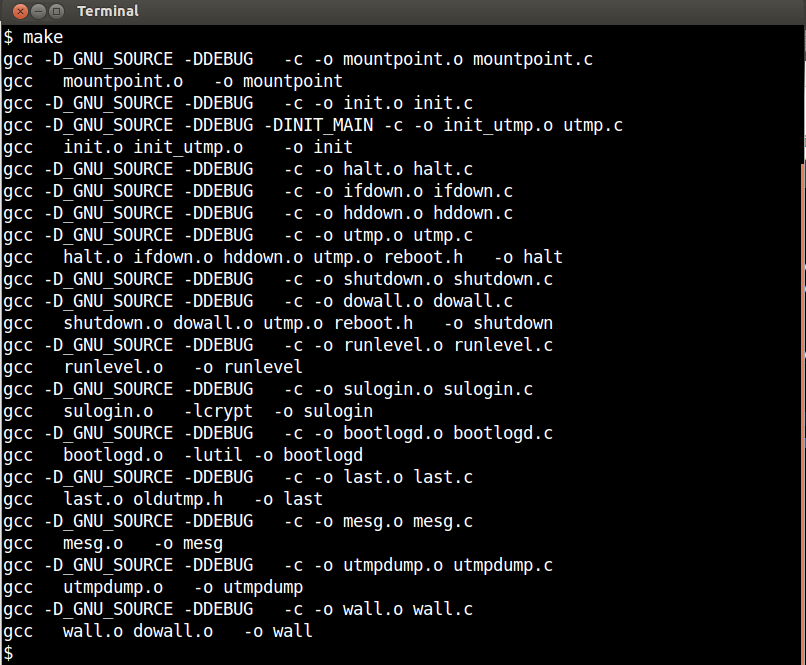 Terminal
$ make
gcc -D_GNU_SOURCE -DDEBUG   -c -o mountpoint.o mountpoint.c
gcc   mountpoint.o   -o mountpoint
gcc -D_GNU_SOURCE -DDEBUG   -c -o init.o init.c
gcc -D_GNU_SOURCE -DDEBUG -DINIT_MAIN -c -o init_utmp.o utmp.c
gcc   init.o init_utmp.o    -o init
gcc -D_GNU_SOURCE -DDEBUG   -c -o halt.o halt.c
gcc -D_GNU_SOURCE -DDEBUG   -c -o ifdown.o ifdown.c
gcc -D_GNU_SOURCE -DDEBUG   -c -o hddown.o hddown.c
gcc -D_GNU_SOURCE -DDEBUG   -c -o utmp.o utmp.c
gcc   halt.o ifdown.o hddown.o utmp.o reboot.h   -o halt
gcc -D_GNU_SOURCE -DDEBUG   -c -o shutdown.o shutdown.c
gcc -D_GNU_SOURCE -DDEBUG   -c -o dowall.o dowall.c
gcc   shutdown.o dowall.o utmp.o reboot.h   -o shutdown
gcc -D_GNU_SOURCE -DDEBUG   -c -o runlevel.o runlevel.c
gcc   runlevel.o   -o runlevel
gcc -D_GNU_SOURCE -DDEBUG   -c -o sulogin.o sulogin.c
gcc   sulogin.o   -lcrypt  -o sulogin
gcc -D_GNU_SOURCE -DDEBUG   -c -o bootlogd.o bootlogd.c
gcc   bootlogd.o  -lutil -o bootlogd
gcc -D_GNU_SOURCE -DDEBUG   -c -o last.o last.c
gcc   last.o oldutmp.h   -o last
gcc -D_GNU_SOURCE -DDEBUG   -c -o mesg.o mesg.c
gcc   mesg.o   -o mesg
gcc -D_GNU_SOURCE -DDEBUG   -c -o utmpdump.o utmpdump.c
gcc   utmpdump.o   -o utmpdump
gcc -D_GNU_SOURCE -DDEBUG   -c -o wall.o wall.c
gcc   wall.o dowall.o   -o wall
$